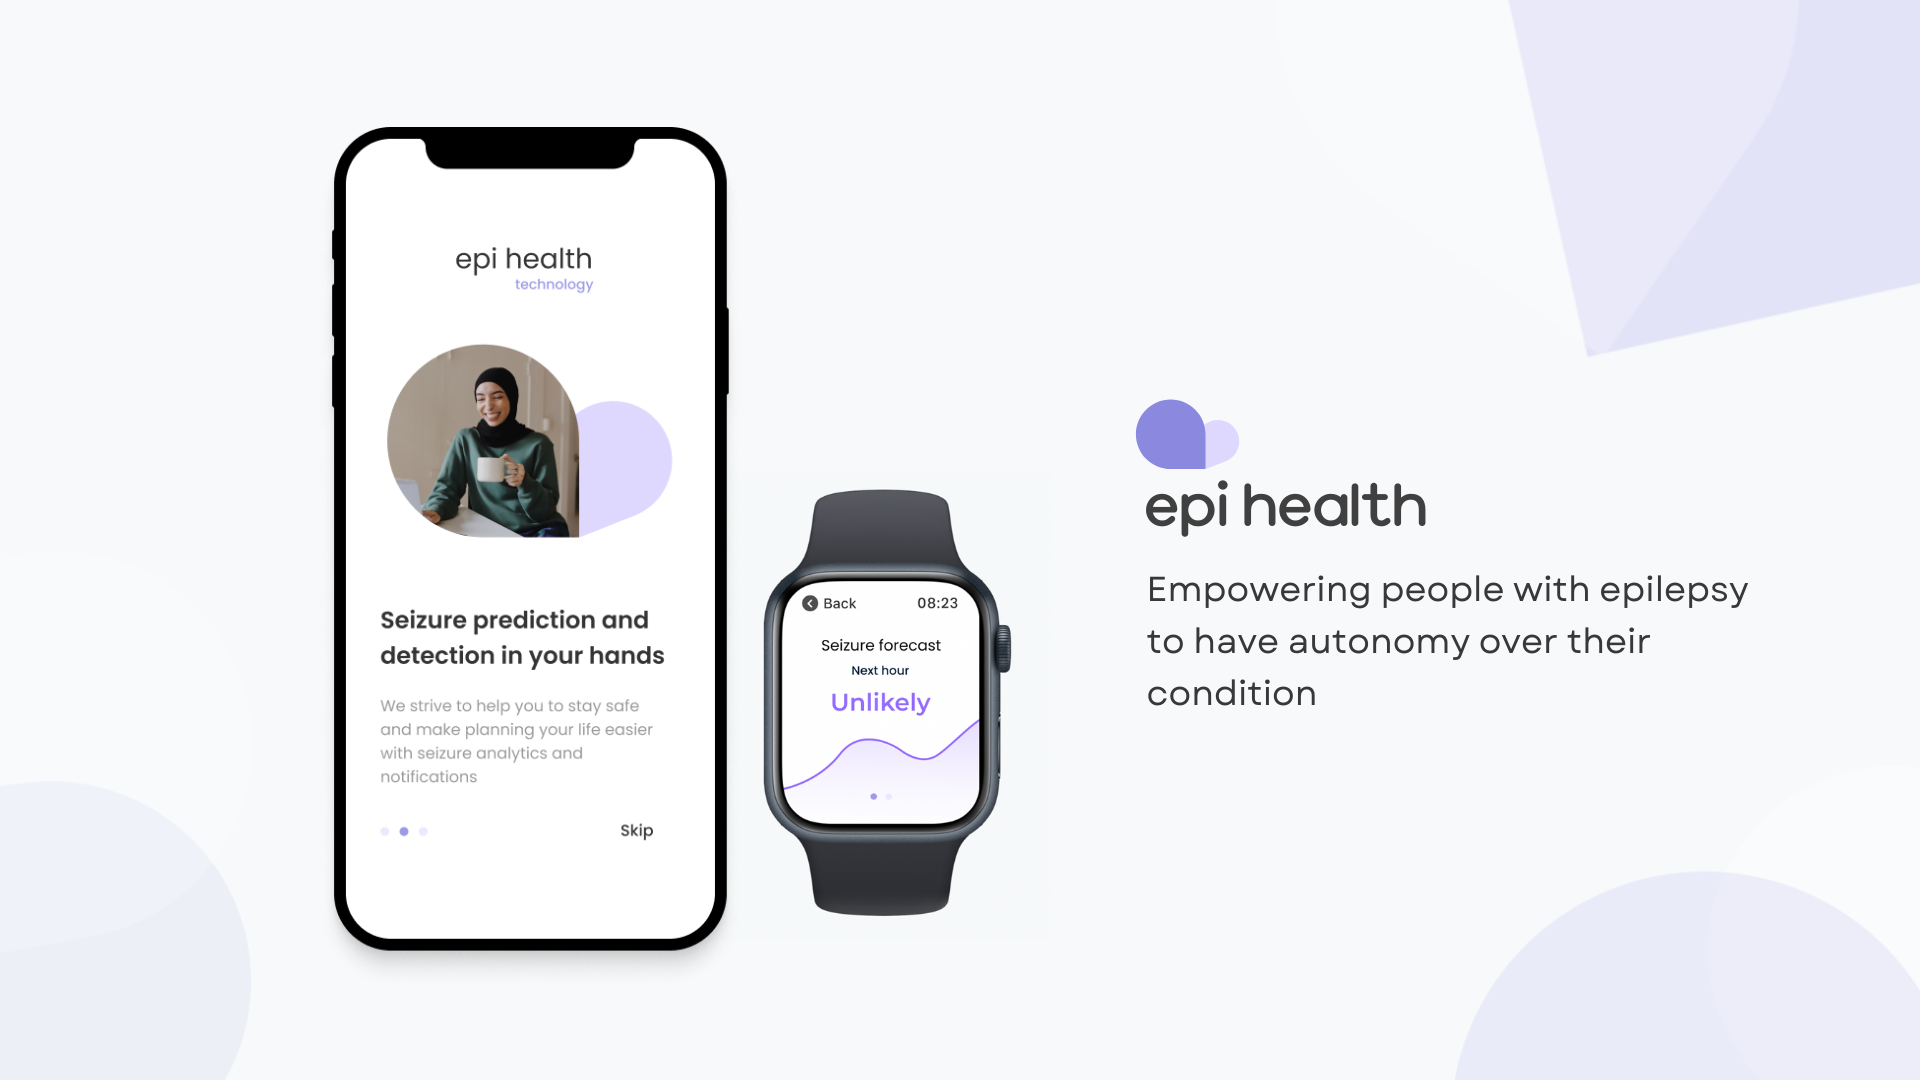 epi health
technology
Seizure prediction and
detection in your hands
We strive to help you to stay safe
and make planning your life easier
with seizure analytics and
notifications
Skip
Back 08:23
Seizure forecast
Next hour
Unlikely
epi health
Empowering people with epilepsy
to have autonomy over their
condition